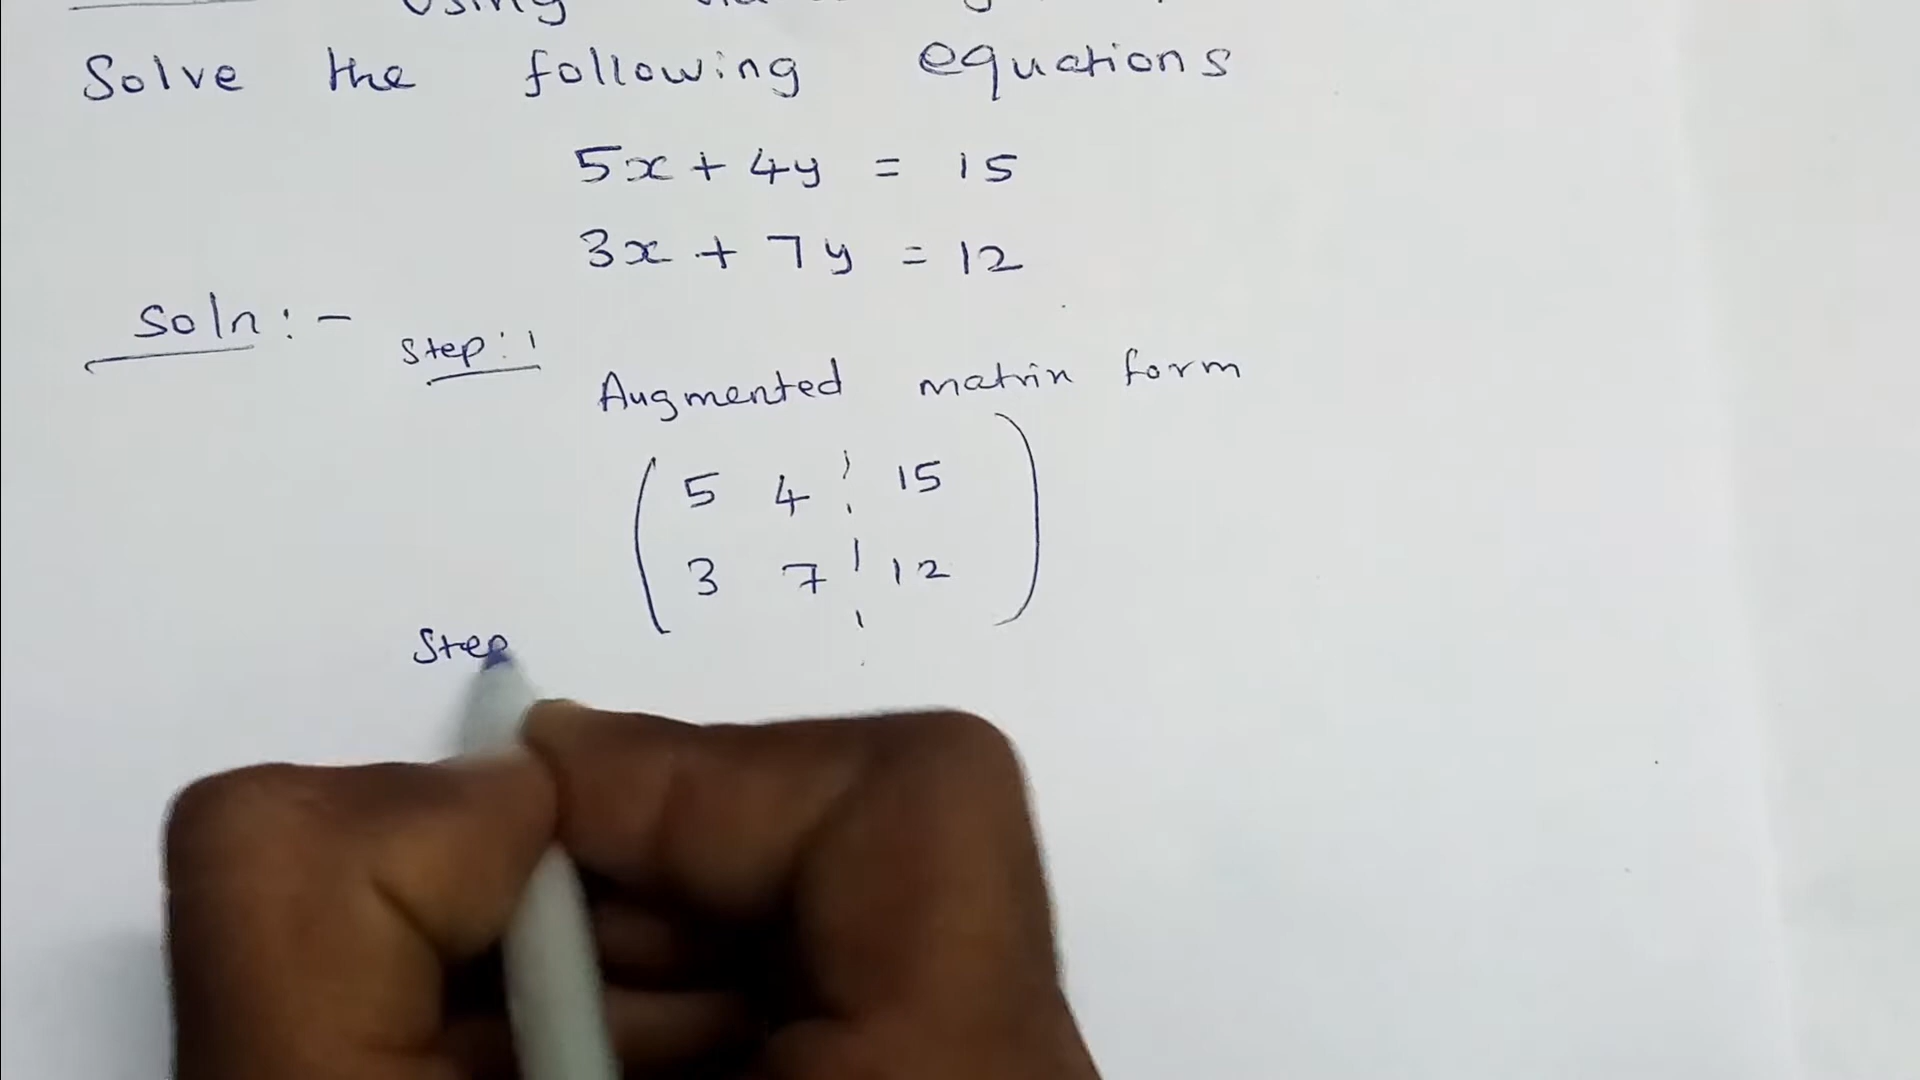 Using
Solve the following equations
5x + 4y = 15
3x + 7y = 12
Soln :-
Step : 1
Augmented matrix form
5 4 ¦ 15
3 7 ¦ 12
Step